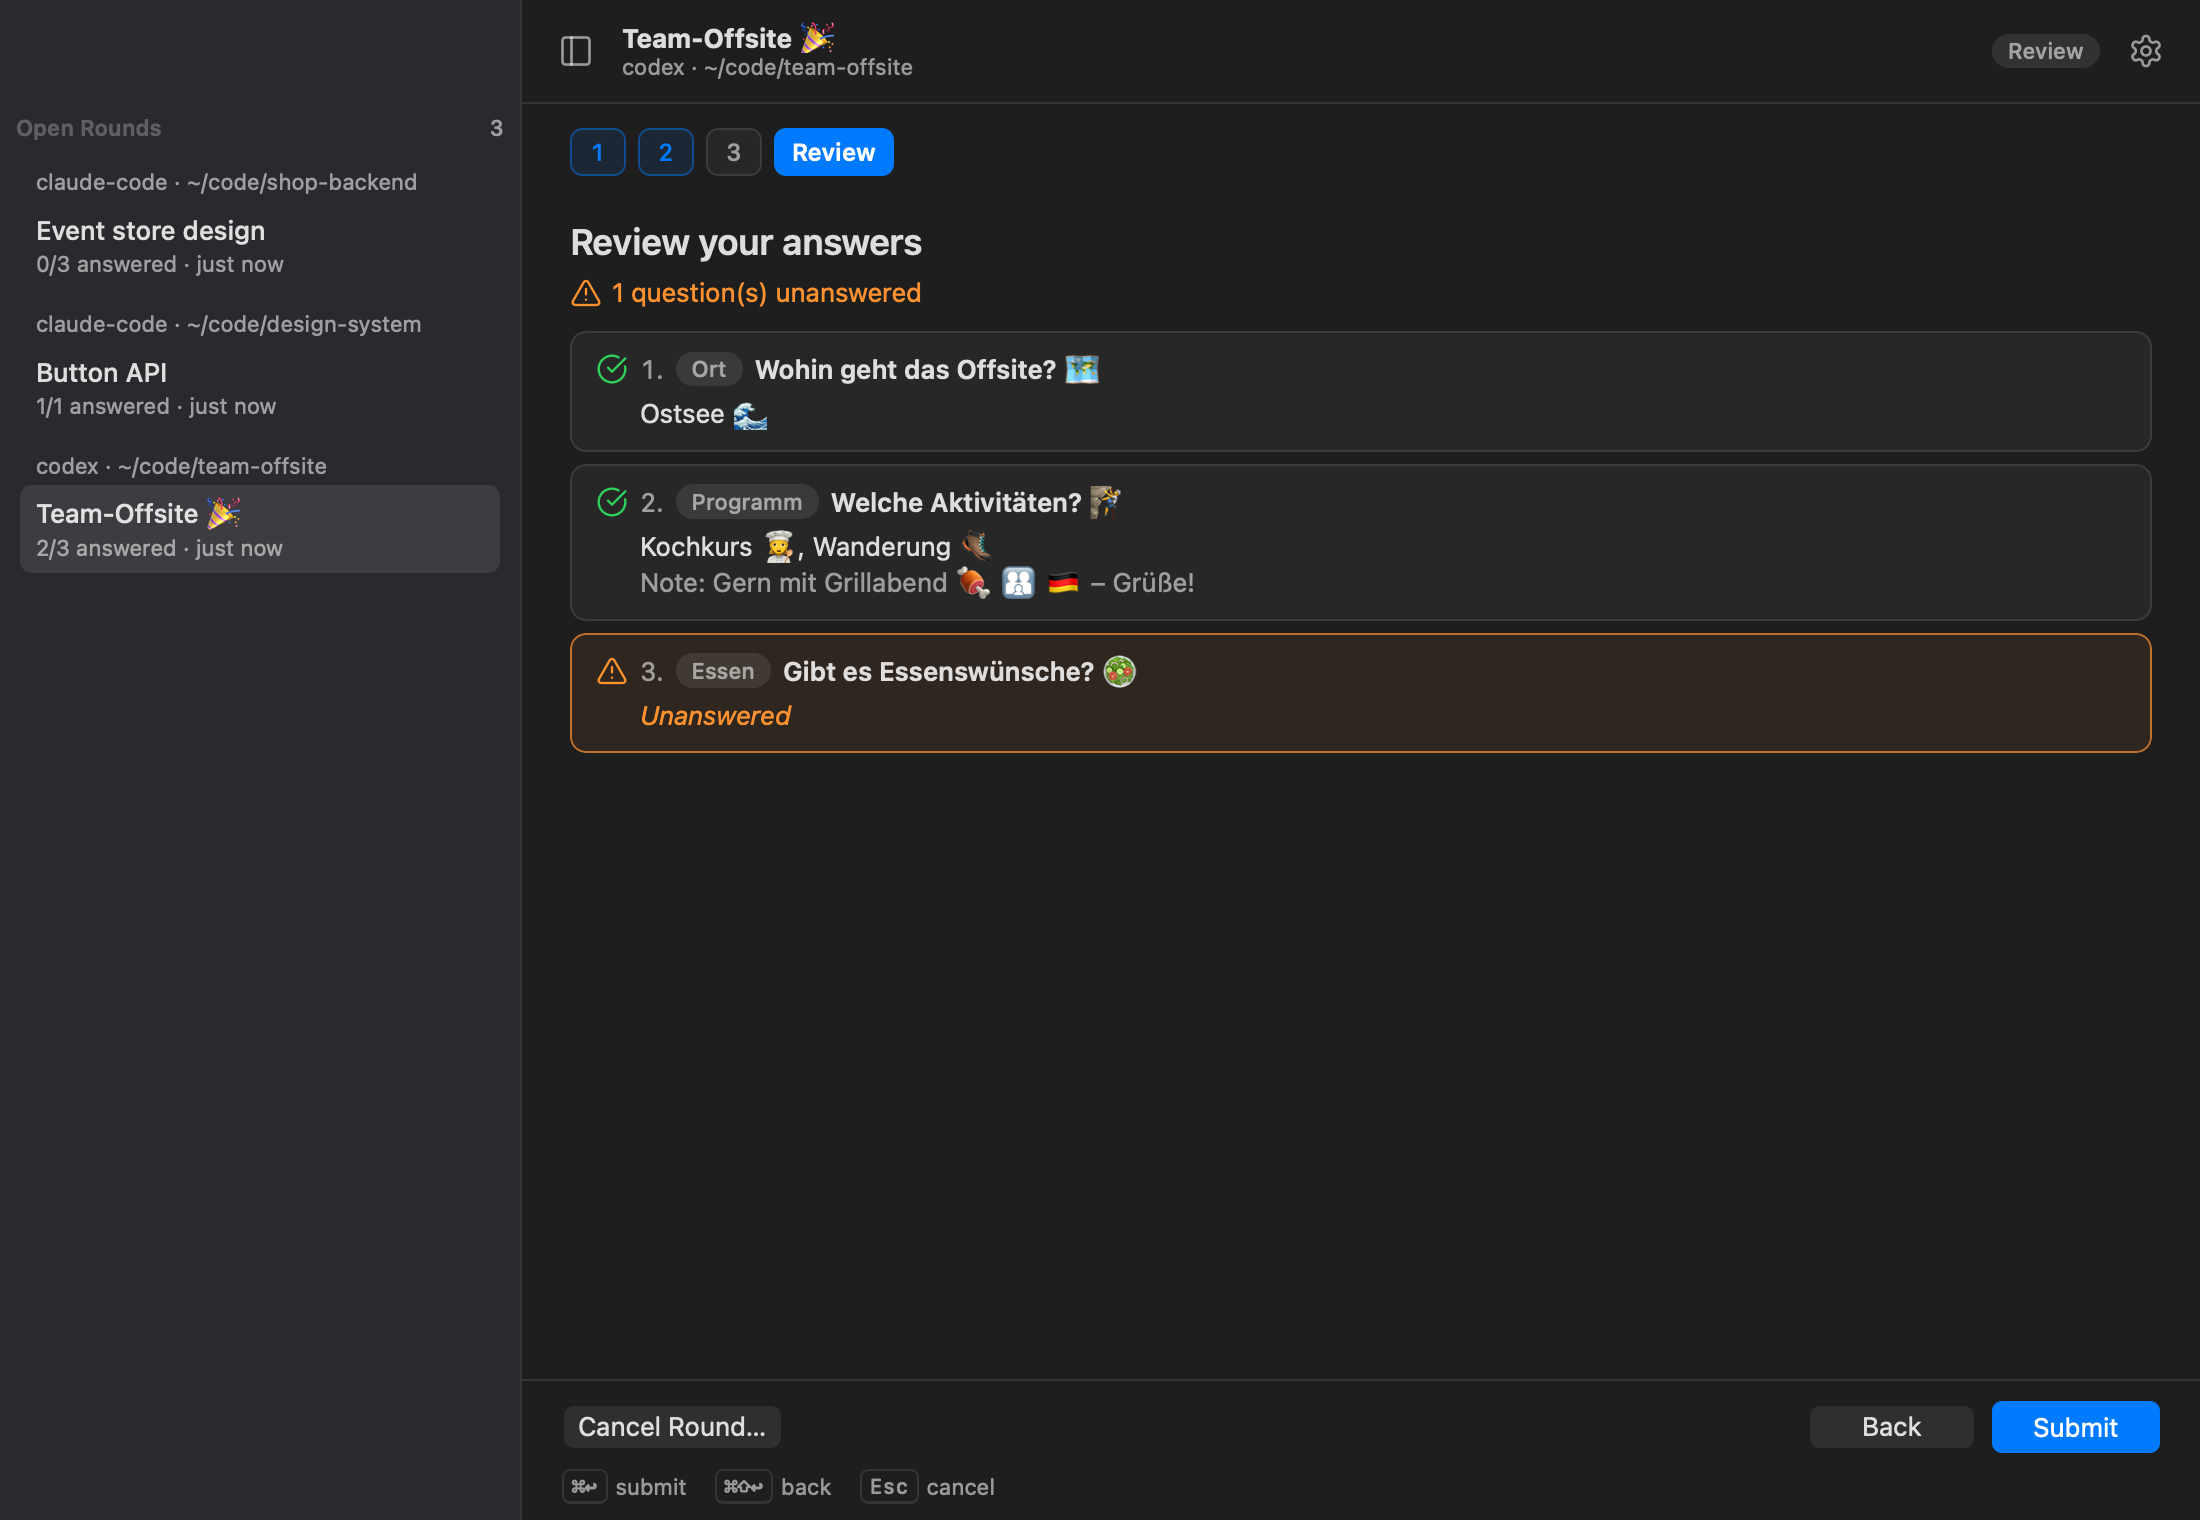 Open Rounds 3
claude-code · ~/code/shop-backend
Event store design
0/3 answered · just now
claude-code · ~/code/design-system
Button API
1/1 answered · just now
codex · ~/code/team-offsite
Team-Offsite 🎉
2/3 answered · just now
Team-Offsite 🎉
codex · ~/code/team-offsite
Review
1 2 3 Review
Review your answers
1 question(s) unanswered
1. Ort Wohin geht das Offsite? 🗺️
Ostsee 🌊
2. Programm Welche Aktivitäten? 🧗
Kochkurs 🧑‍🍳, Wanderung 🥾
Note: Gern mit Grillabend 🍖 👨‍👩‍👦 🇩🇪 – Grüße!
3. Essen Gibt es Essenswünsche? 🥗
Unanswered
Cancel Round…
Back
Submit
⌘↩ submit ⌘⇧↩ back Esc cancel